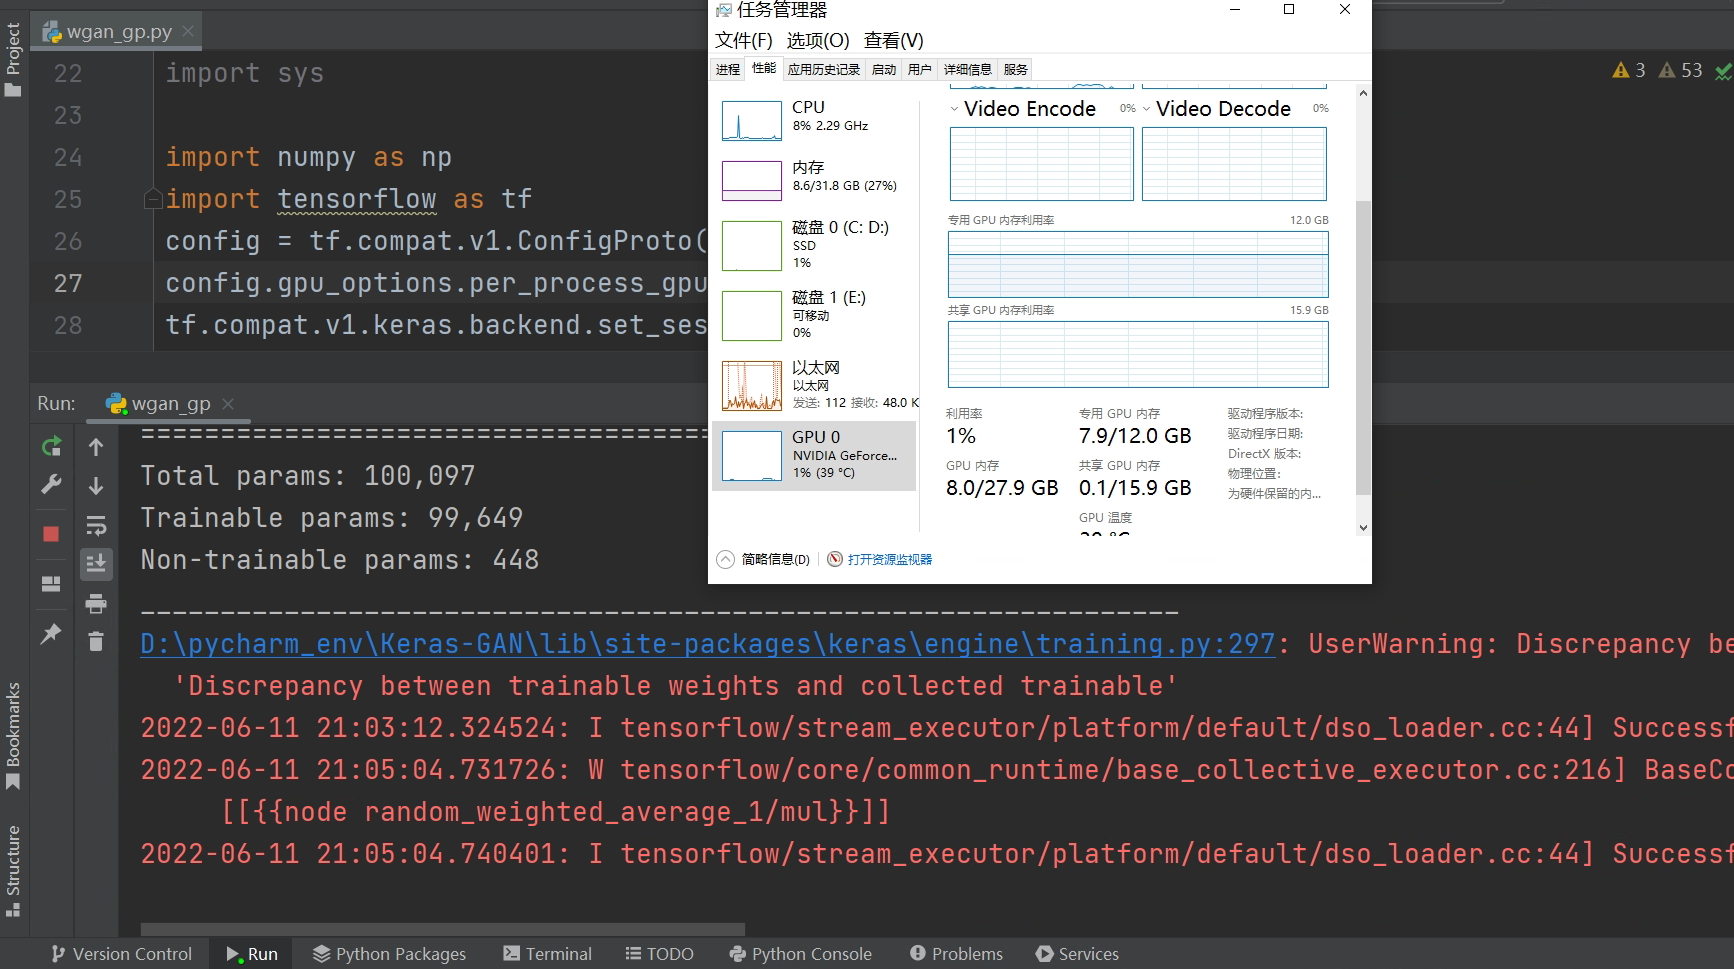 Project
wgan_gp.py
3
53
22 import sys
23
24 import numpy as np
25 import tensorflow as tf
26 config = tf.compat.v1.ConfigProto(
27 config.gpu_options.per_process_gpu
28 tf.compat.v1.keras.backend.set_ses
任务管理器
文件(F) 选项(O) 查看(V)
进程 性能 应用历史记录 启动 用户 详细信息 服务
CPU
8% 2.29 GHz
内存
8.6/31.8 GB (27%)
磁盘 0 (C: D:)
SSD
1%
磁盘 1 (E:)
可移动
0%
以太网
以太网
发送: 112 接收: 48.0 K
GPU 0
NVIDIA GeForce...
1% (39 °C)
Video Encode 0% Video Decode 0%
专用 GPU 内存利用率 12.0 GB
共享 GPU 内存利用率 15.9 GB
利用率
1%
GPU 内存
8.0/27.9 GB
专用 GPU 内存
7.9/12.0 GB
共享 GPU 内存
0.1/15.9 GB
GPU 温度
驱动程序版本:
驱动程序日期:
DirectX 版本:
物理位置:
为硬件保留的内...
简略信息(D) 打开资源监视器
Run: wgan_gp
=====================================
Total params: 100,097
Trainable params: 99,649
Non-trainable params: 448
_________________________________________________________________
D:\pycharm_env\Keras-GAN\lib\site-packages\keras\engine\training.py:297: UserWarning: Discrepancy be
'Discrepancy between trainable weights and collected trainable'
2022-06-11 21:03:12.324524: I tensorflow/stream_executor/platform/default/dso_loader.cc:44] Successf
2022-06-11 21:05:04.731726: W tensorflow/core/common_runtime/base_collective_executor.cc:216] BaseCo
[[{{node random_weighted_average_1/mul}}]]
2022-06-11 21:05:04.740401: I tensorflow/stream_executor/platform/default/dso_loader.cc:44] Successf
Bookmarks
Structure
Version Control Run Python Packages Terminal TODO Python Console Problems Services